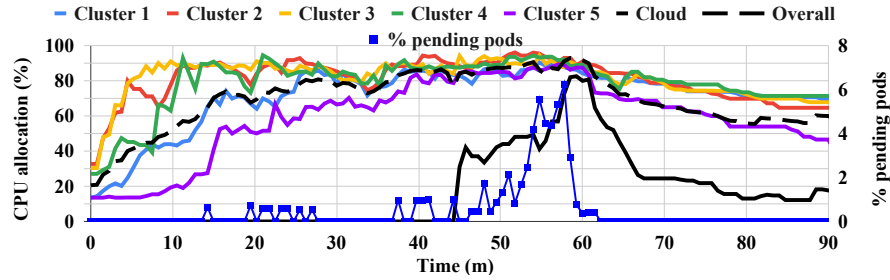 Cluster 1 Cluster 2 Cluster 3 Cluster 4 Cluster 5 Cloud Overall
% pending pods
100 8
80 6
60 4
40
20 2
0 0
0 10 20 30 40 50 60 70 80 90
CPU allocation (%)
% pending pods
Time (m)